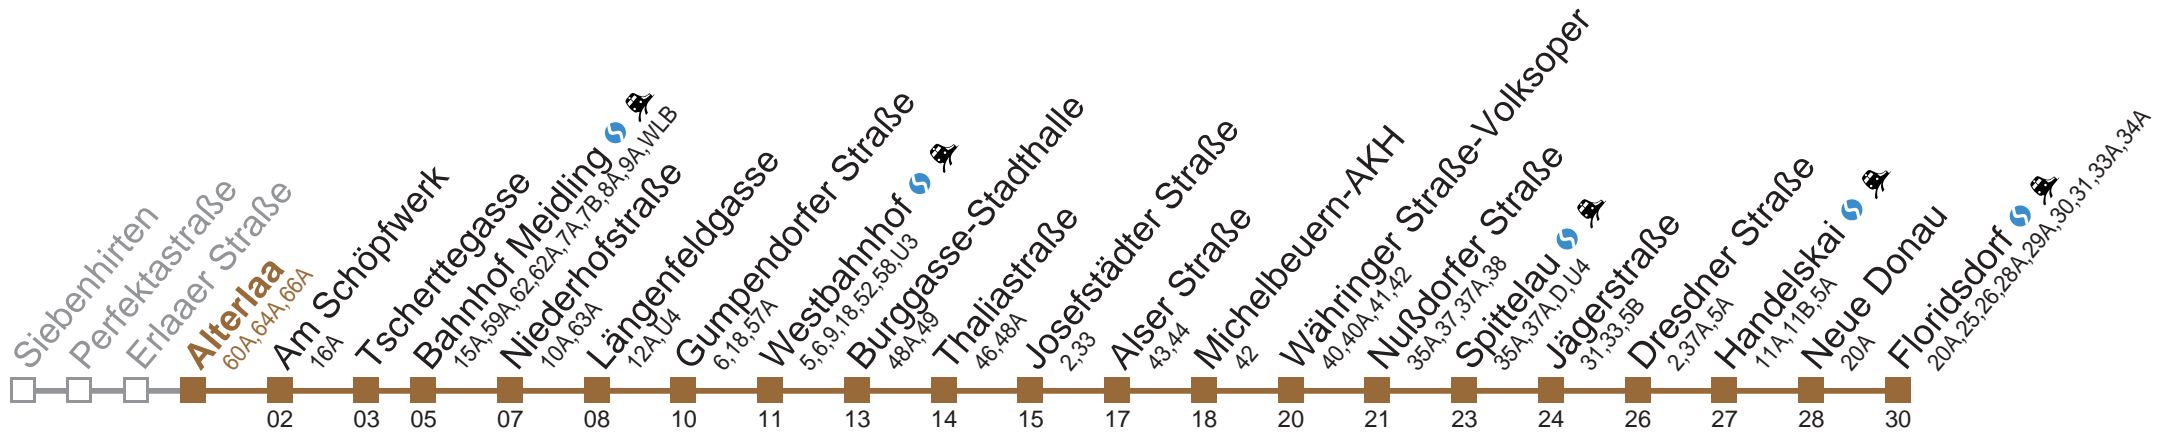 Siebenhirten
Perfektastraße
Erlaaer Straße
Alterlaa
60A,64A,66A
Am Schöpfwerk
16A
Tscherttegasse
Bahnhof Meidling
15A,59A,62,62A,7A,7B,8A,9A,WLB
Niederhofstraße
10A,63A
Längenfeldgasse
12A,U4
Gumpendorfer Straße
6,18,57A
Westbahnhof
5,6,9,18,52,58,U3
Burggasse-Stadthalle
48A,49
Thaliastraße
46,48A
Josefstädter Straße
2,33
Alser Straße
43,44
Michelbeuern-AKH
42
Währinger Straße-Volksoper
40,40A,41,42
Nußdorfer Straße
35A,37,37A,38
Spittelau
35A,37A,D,U4
Jägerstraße
31,33,5B
Dresdner Straße
2,37A,5A
Handelskai
11A,11B,5A
Neue Donau
20A
Floridsdorf
20A,25,26,28A,29A,30,31,33A,34A
02 03 05 07 08 10 11 13 14 15 17 18 20 21 23 24 26 27 28 30